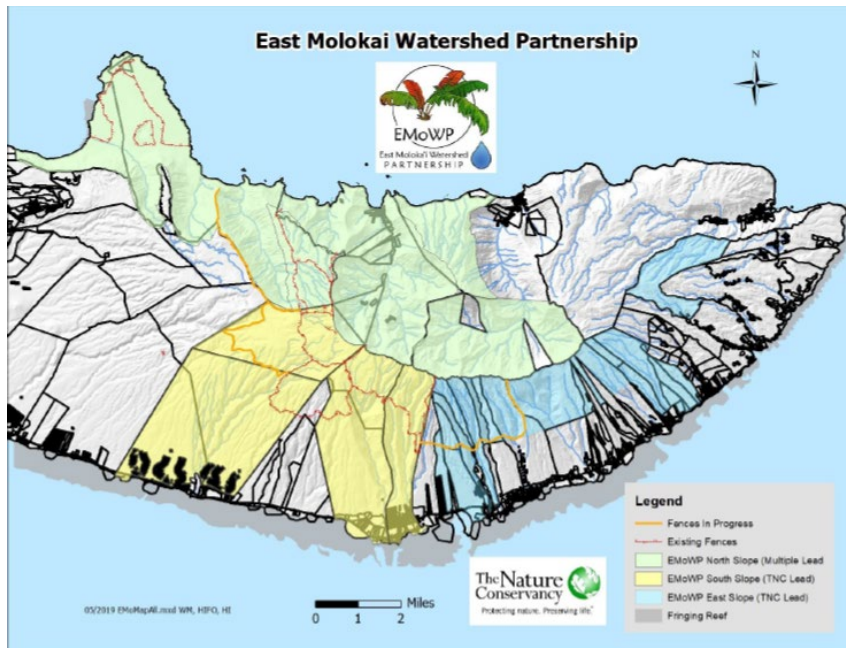 East Molokai Watershed Partnership
N
EMoWP
East Moloka'i Watershed
PARTNERSHIP
Legend
Fences In Progress
Existing Fences
EMoWP North Slope (Multiple Lead
EMoWP South Slope (TNC Lead)
EMoWP East Slope (TNC Lead)
Fringing Reef
The Nature
Conservancy
Protecting nature. Preserving life.
05/2019 EMoMapAll.mxd WM, HIFO, HI
Miles
0 1 2